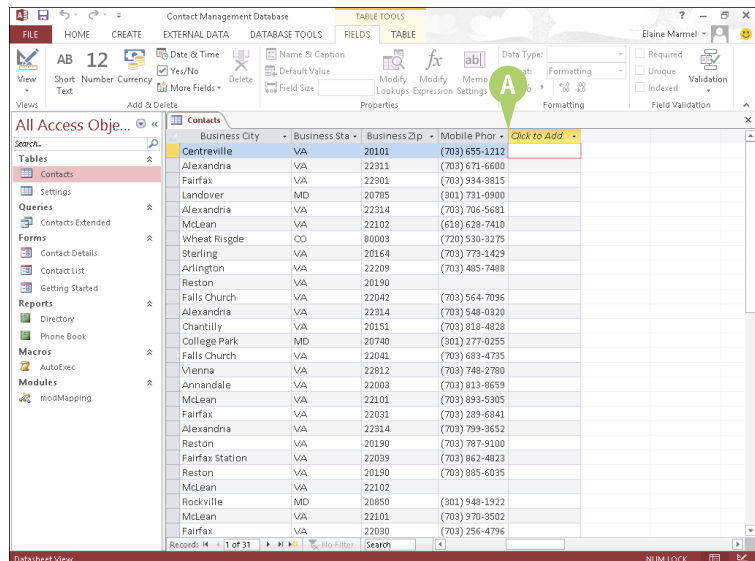 Contact Management Database
TABLE TOOLS
?
FILE HOME CREATE EXTERNAL DATA DATABASE TOOLS FIELDS TABLE
Elaine Marmel
View
Views
AB
Short Text
12
Number
Currency
Date & Time
Yes/No
More Fields
Delete
Add & Delete
Name & Caption
Default Value
Field Size
Modify Lookups
fx
Modify Expression
ab
Memo Settings
Properties
Data Type:
Formatting
%
Formatting
Required
Unique
Indexed
Validation
Field Validation
A
All Access Obje...
Search...
Tables
Contacts
Settings
Queries
Contacts Extended
Forms
Contact Details
Contact List
Getting Started
Reports
Directory
Phone Book
Macros
AutoExec
Modules
modMapping
Contacts
Business City Business Sta Business Zip Mobile Phor Click to Add
Centreville VA 20101 (703) 655-1212
Alexandria VA 22311 (703) 671-6600
Fairfax VA 22301 (703) 934-3815
Landover MD 20785 (301) 731-0900
Alexandria VA 22314 (703) 706-5681
McLean VA 22102 (618) 628-7410
Wheat Risgde CO 80003 (720) 530-3275
Sterling VA 20164 (703) 773-1429
Arlington VA 22209 (703) 485-7488
Reston VA 20190
Falls Church VA 22042 (703) 564-7096
Alexandria VA 22314 (703) 548-0320
Chantilly VA 20151 (703) 818-4828
College Park MD 20740 (301) 277-0255
Falls Church VA 22041 (703) 683-4735
Vienna VA 22812 (703) 748-2780
Annandale VA 22003 (703) 813-8659
McLean VA 22101 (703) 893-5305
Fairfax VA 22031 (703) 289-6841
Alexandria VA 22314 (703) 799-3652
Reston VA 20190 (703) 787-9100
Fairfax Station VA 22039 (703) 862-4823
Reston VA 20190 (703) 885-6035
McLean VA 22102
Rockville MD 20850 (301) 948-1922
McLean VA 22101 (703) 970-3502
Fairfax VA 22030 (703) 256-4796
Record: 1 of 31 No Filter Search
Datasheet View
NUM LOCK